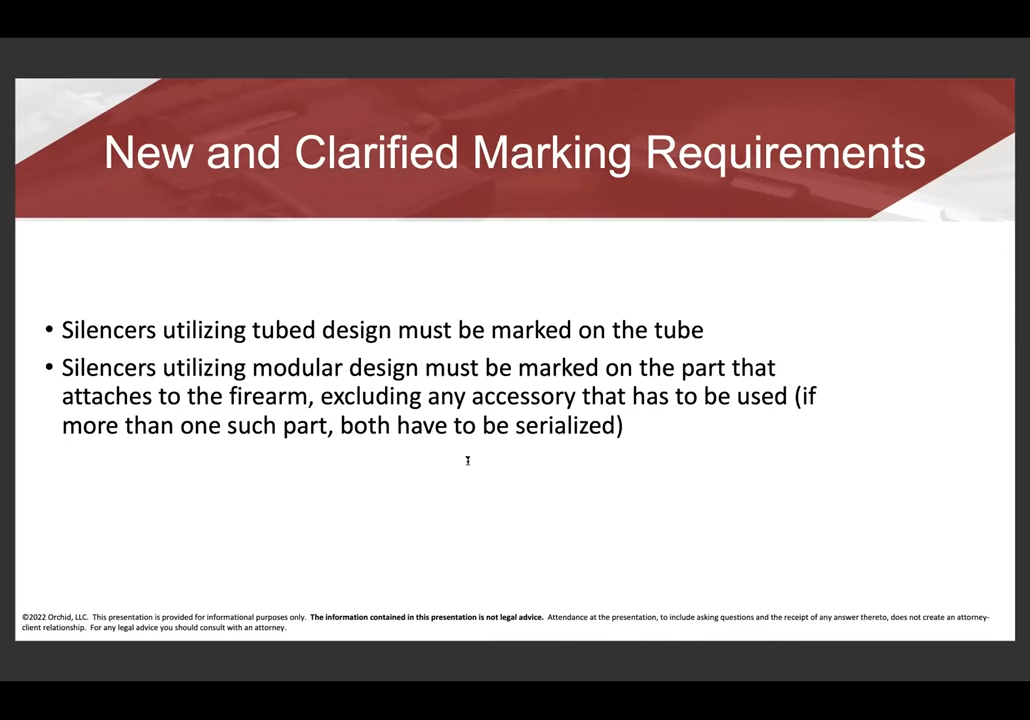 New and Clarified Marking Requirements
• Silencers utilizing tubed design must be marked on the tube
• Silencers utilizing modular design must be marked on the part that
attaches to the firearm, excluding any accessory that has to be used (if
more than one such part, both have to be serialized)
©2022 Orchid, LLC. This presentation is provided for informational purposes only. The information contained in this presentation is not legal advice. Attendance at the presentation, to include asking questions and the receipt of any answer thereto, does not create an attorney-
client relationship. For any legal advice you should consult with an attorney.